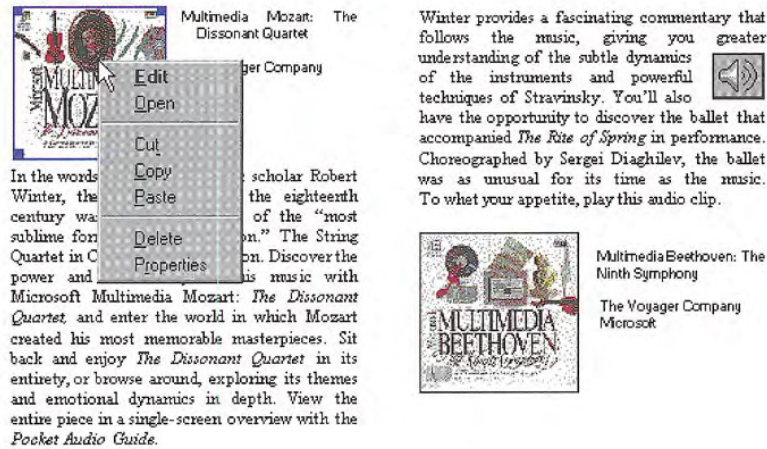 Multimedia Mozart: The
Dissonant Quartet
ger Company
Microsoft
MULTIM
MOZ
Edit
Open
Cut
Copy
Paste
Delete
Properties
In the words scholar Robert
Winter, the the eighteenth
century was of the “most
sublime for on.” The String
Quartet in C on. Discover the
power and is music with
Microsoft Multimedia Mozart: The Dissonant
Quartet, and enter the world in which Mozart
created his most memorable masterpieces. Sit
back and enjoy The Dissonant Quartet in its
entirety, or browse around, exploring its themes
and emotional dynamics in depth. View the
entire piece in a single-screen overview with the
Pocket Audio Guide.
Winter provides a fascinating commentary that
follows the music, giving you greater
understanding of the subtle dynamics
of the instruments and powerful
techniques of Stravinsky. You’ll also
have the opportunity to discover the ballet that
accompanied The Rite of Spring in performance.
Choreographed by Sergei Diaghilev, the ballet
was as unusual for its time as the music.
To whet your appetite, play this audio clip.
MULTIMEDIA
BEETHOVEN
Multimedia Beethoven: The
Ninth Symphony
The Voyager Company
Microsoft